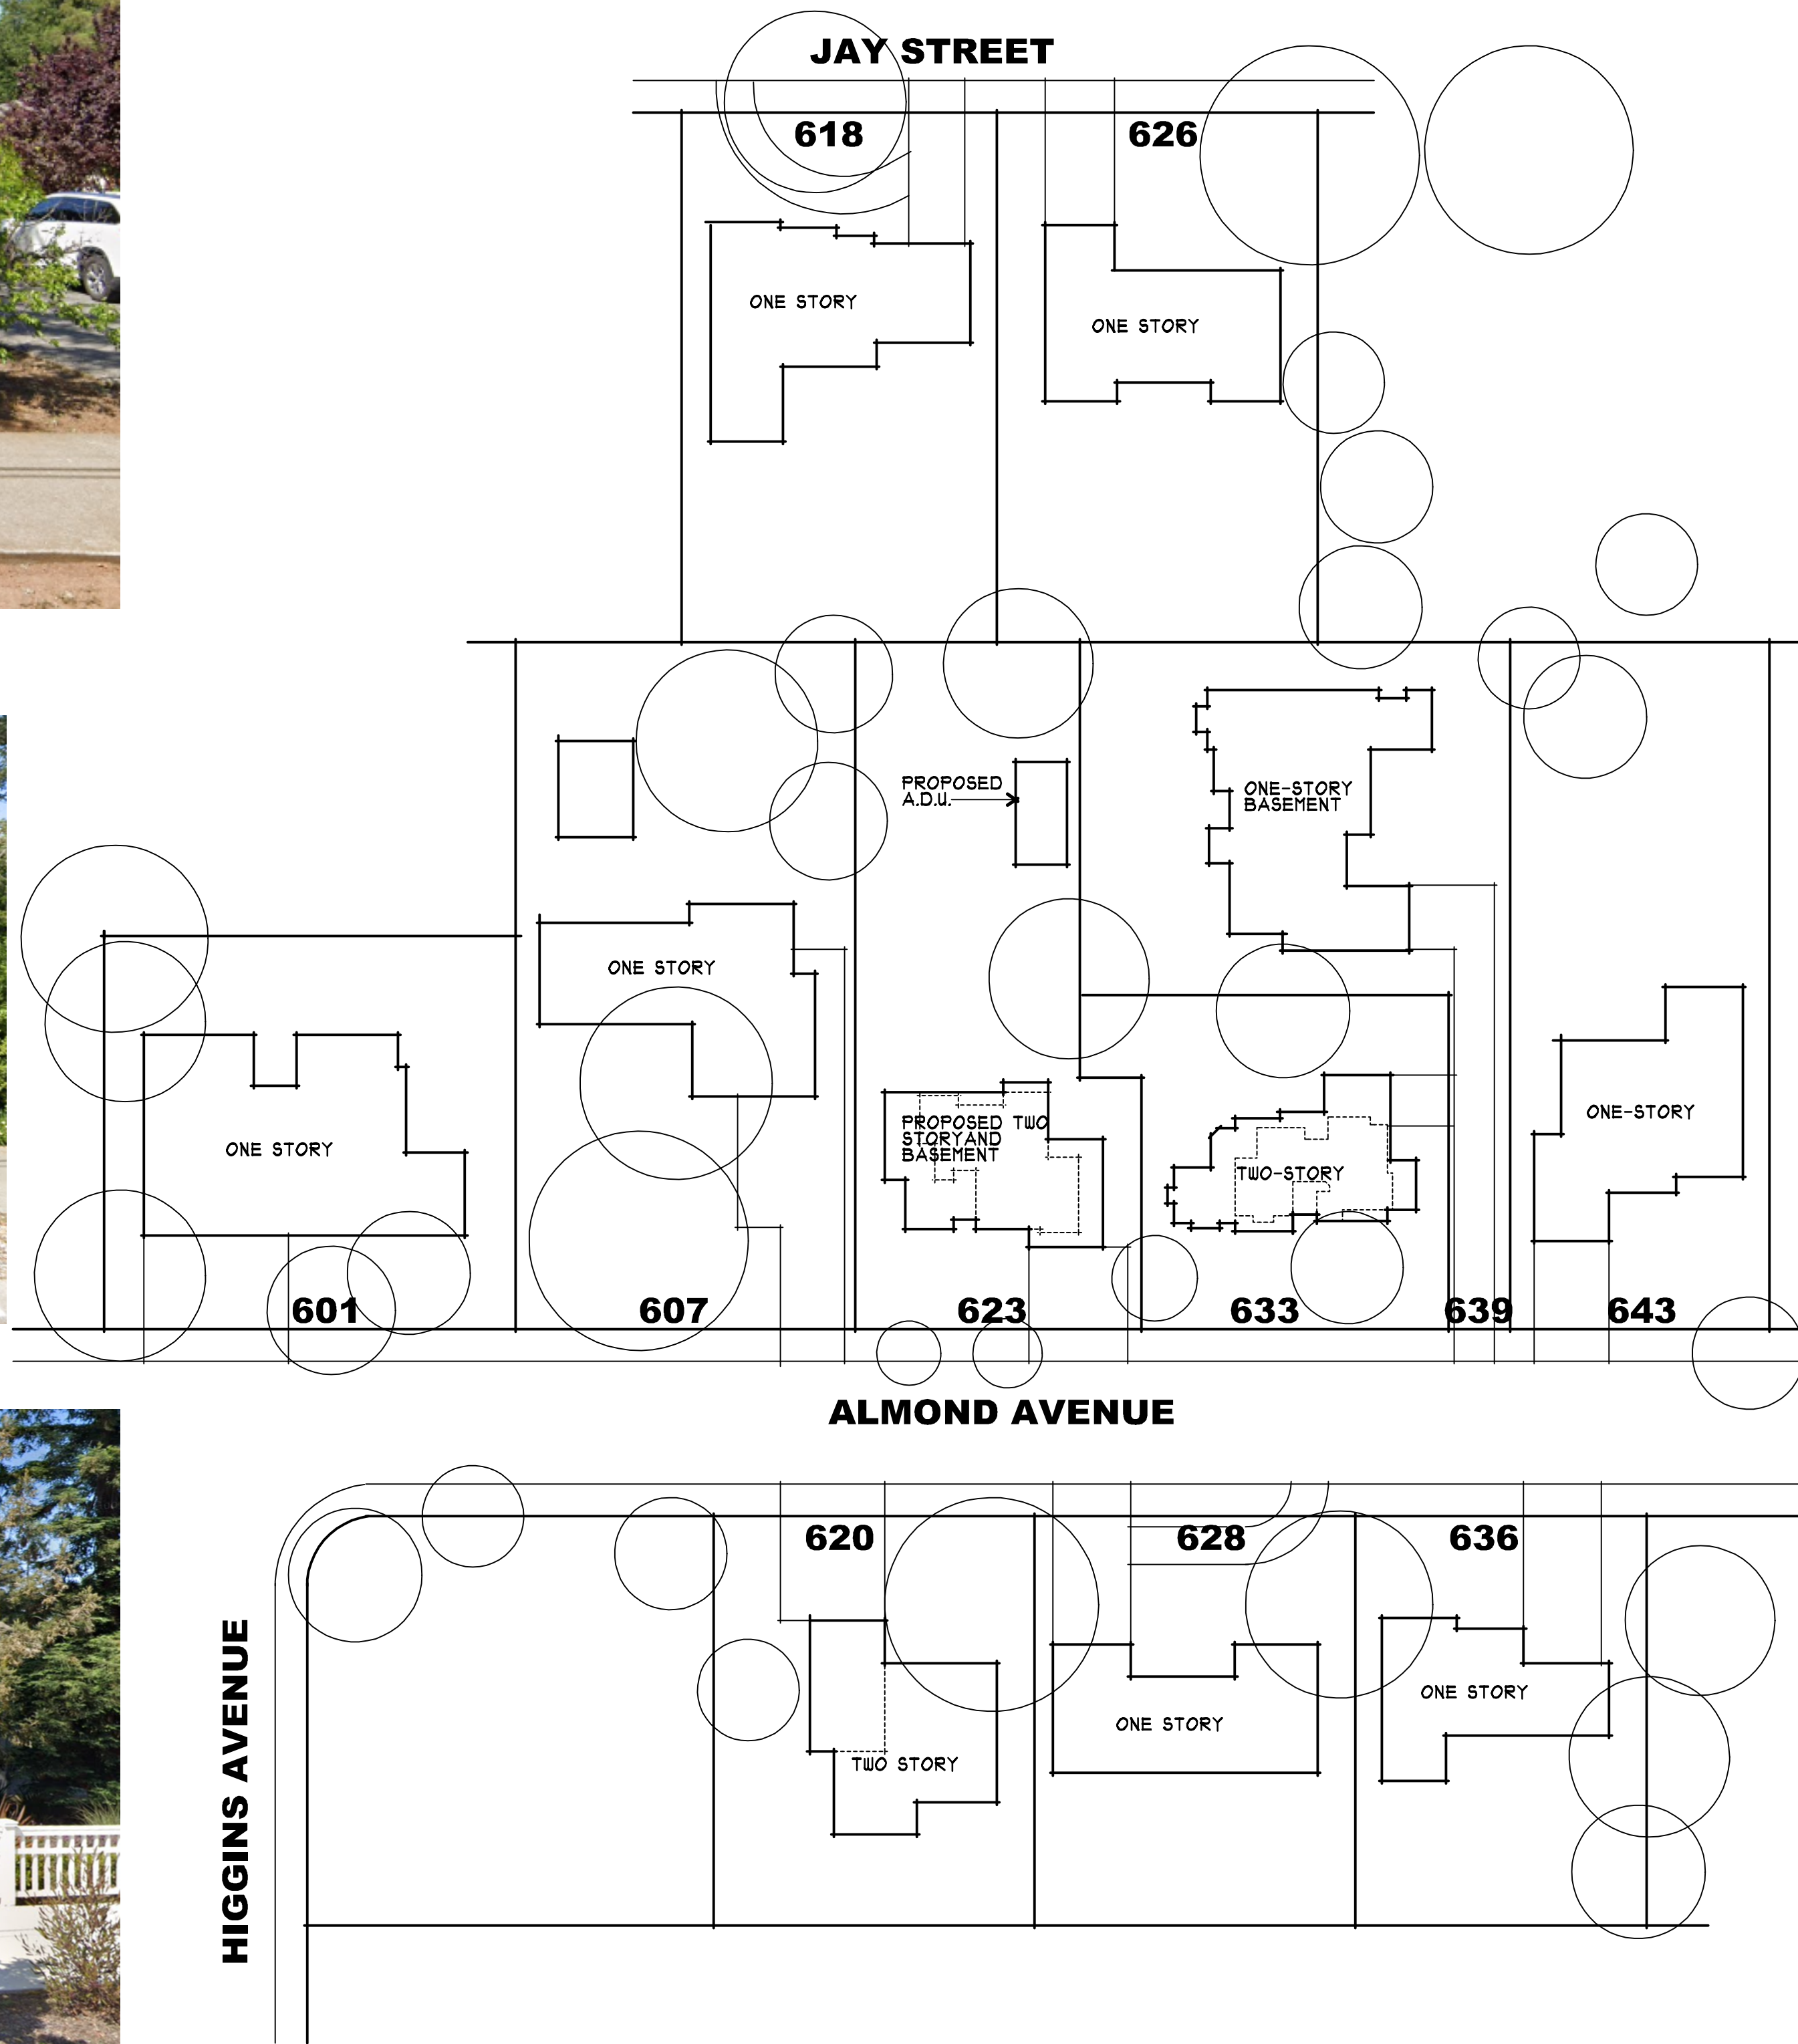 JAY STREET
618
626
ONE STORY
ONE STORY
PROPOSED
A.D.U.
ONE-STORY
BASEMENT
ONE STORY
ONE STORY
PROPOSED TWO
STORYAND
BASEMENT
TWO-STORY
ONE-STORY
601
607
623
633
639
643
ALMOND AVENUE
620
628
636
HIGGINS AVENUE
TWO STORY
ONE STORY
ONE STORY